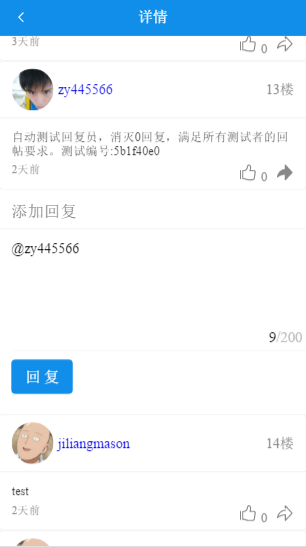 详情
3天前
0
zy445566
13楼
自动测试回复员，消灭0回复，满足所有测试者的回
帖要求。测试编号:5b1f40e0
2天前
0
添加回复
@zy445566
9/200
回 复
jiliangmason
14楼
test
2天前
0